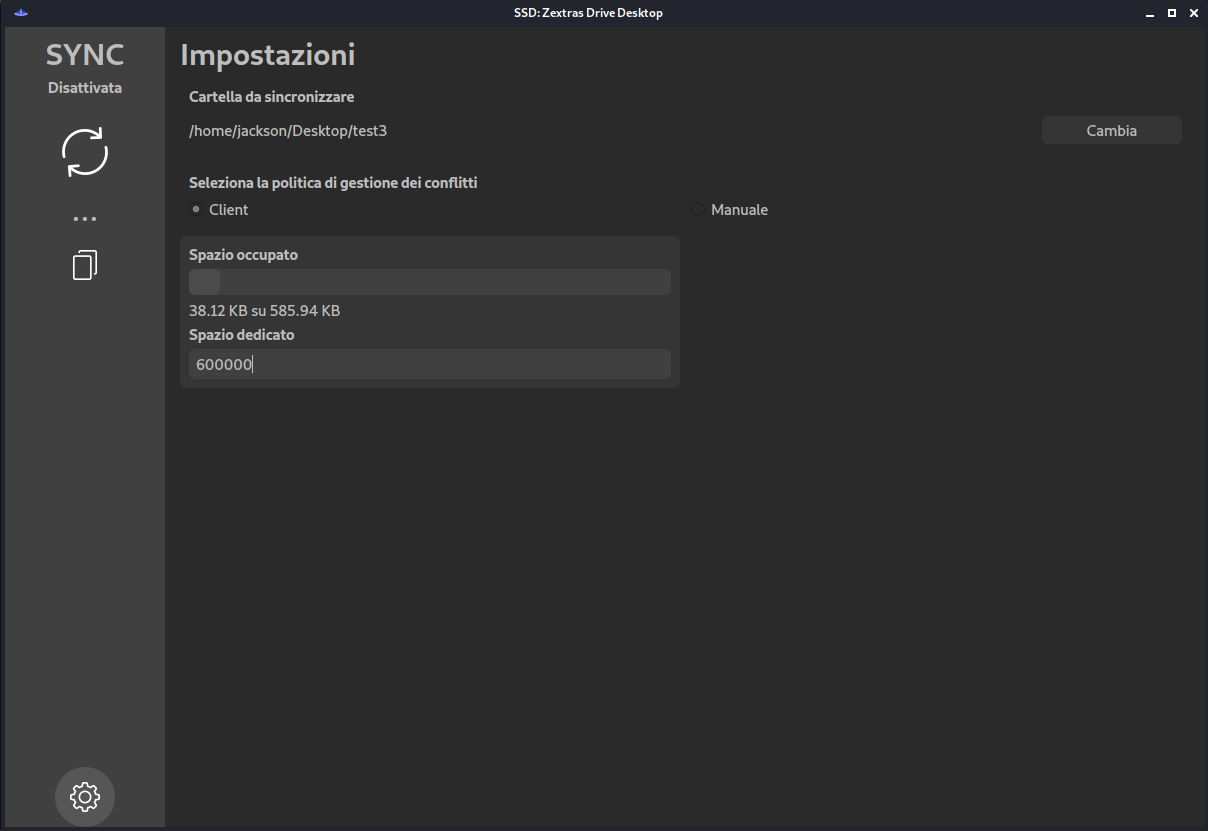 SSD: Zextras Drive Desktop
SYNC
Disattivata
Impostazioni
Cartella da sincronizzare
/home/jackson/Desktop/test3
Cambia
Seleziona la politica di gestione dei conflitti
Client
Manuale
Spazio occupato
38.12 KB su 585.94 KB
Spazio dedicato
600000